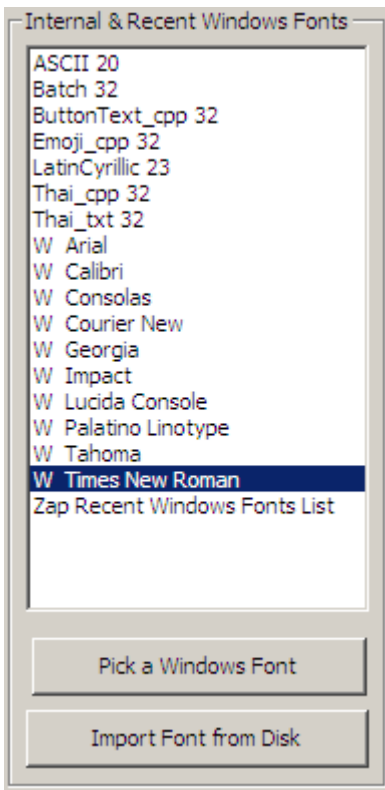 Internal & Recent Windows Fonts
ASCII 20
Batch 32
ButtonText_cpp 32
Emoji_cpp 32
LatinCyrillic 23
Thai_cpp 32
Thai_txt 32
W Arial
W Calibri
W Consolas
W Courier New
W Georgia
W Impact
W Lucida Console
W Palatino Linotype
W Tahoma
W Times New Roman
Zap Recent Windows Fonts List
Pick a Windows Font
Import Font from Disk